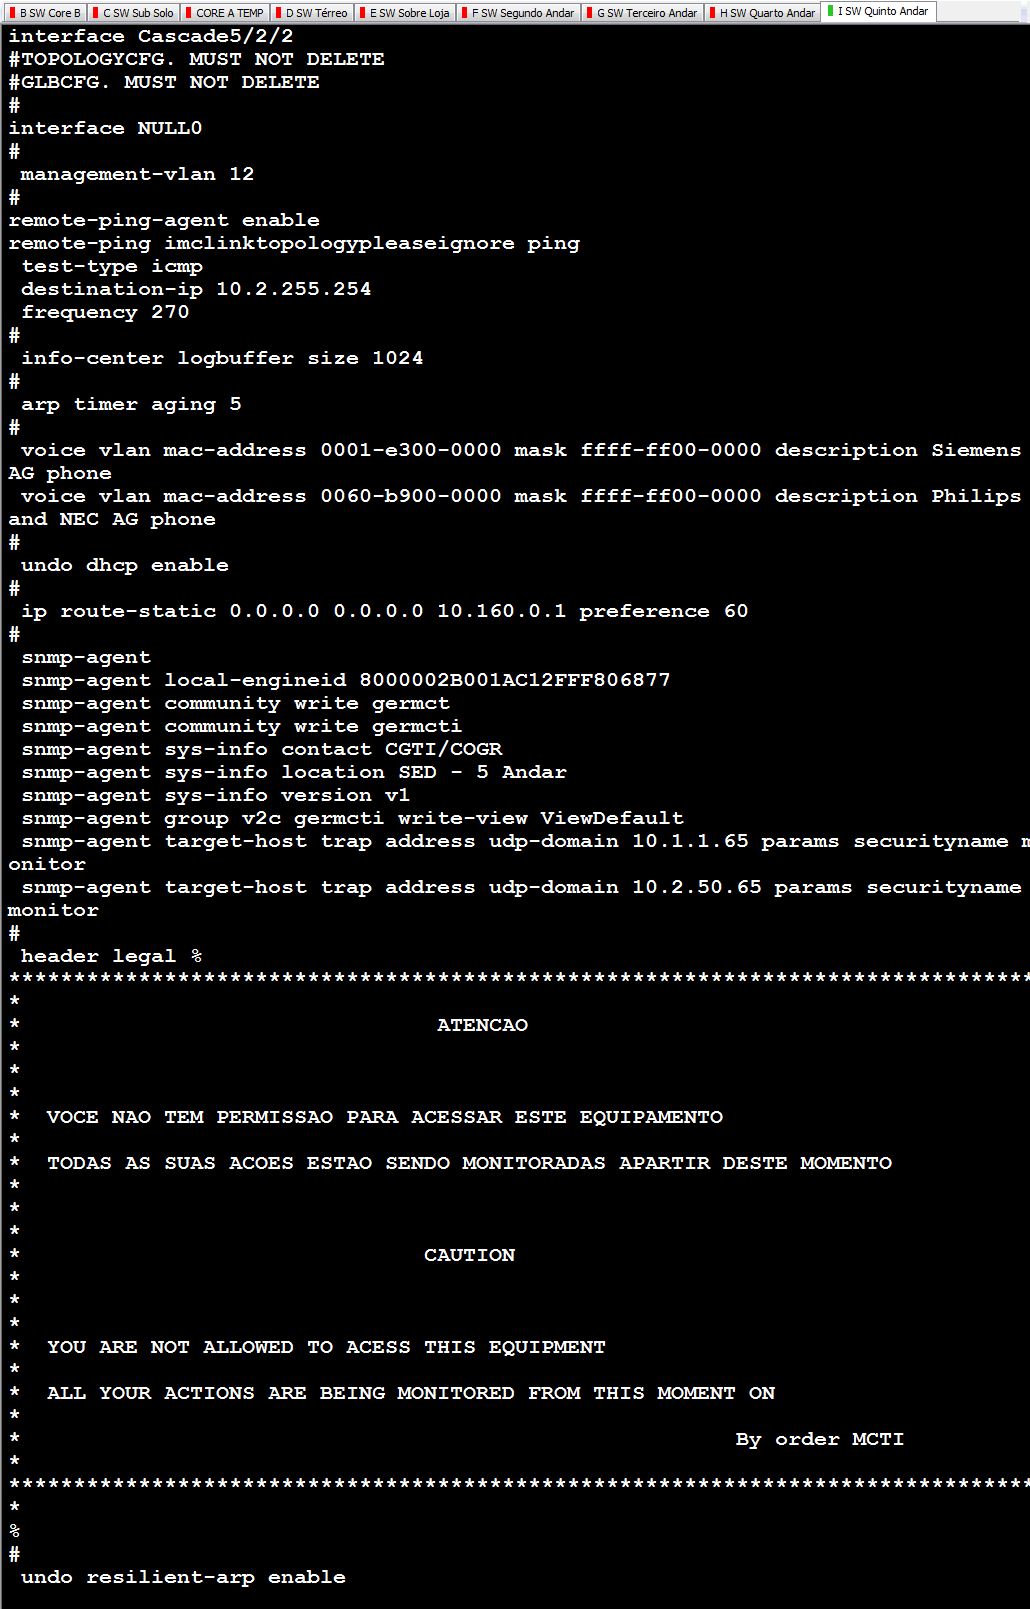 B SW Core B C SW Sub Solo CORE A TEMP D SW Térreo E SW Sobre Loja F SW Segundo Andar G SW Terceiro Andar H SW Quarto Andar I SW Quinto Andar
interface Cascade5/2/2
#TOPOLOGYCFG. MUST NOT DELETE
#GLBCFG. MUST NOT DELETE
#
interface NULL0
#
management-vlan 12
#
remote-ping-agent enable
remote-ping imclinktopologypleaseignore ping
test-type icmp
destination-ip 10.2.255.254
frequency 270
#
info-center logbuffer size 1024
#
arp timer aging 5
#
voice vlan mac-address 0001-e300-0000 mask ffff-ff00-0000 description Siemens
AG phone
voice vlan mac-address 0060-b900-0000 mask ffff-ff00-0000 description Philips
and NEC AG phone
#
undo dhcp enable
#
ip route-static 0.0.0.0 0.0.0.0 10.160.0.1 preference 60
#
snmp-agent
snmp-agent local-engineid 8000002B001AC12FFF806877
snmp-agent community write germct
snmp-agent community write germcti
snmp-agent sys-info contact CGTI/COGR
snmp-agent sys-info location SED - 5 Andar
snmp-agent sys-info version v1
snmp-agent group v2c germcti write-view ViewDefault
snmp-agent target-host trap address udp-domain 10.1.1.65 params securityname m
onitor
snmp-agent target-host trap address udp-domain 10.2.50.65 params securityname
monitor
#
header legal %
*******************************************************************************
*
* ATENCAO
*
*
*
* VOCE NAO TEM PERMISSAO PARA ACESSAR ESTE EQUIPAMENTO
*
* TODAS AS SUAS ACOES ESTAO SENDO MONITORADAS APARTIR DESTE MOMENTO
*
*
*
* CAUTION
*
*
*
* YOU ARE NOT ALLOWED TO ACESS THIS EQUIPMENT
*
* ALL YOUR ACTIONS ARE BEING MONITORED FROM THIS MOMENT ON
*
* By order MCTI
*
*******************************************************************************
*
%
#
undo resilient-arp enable